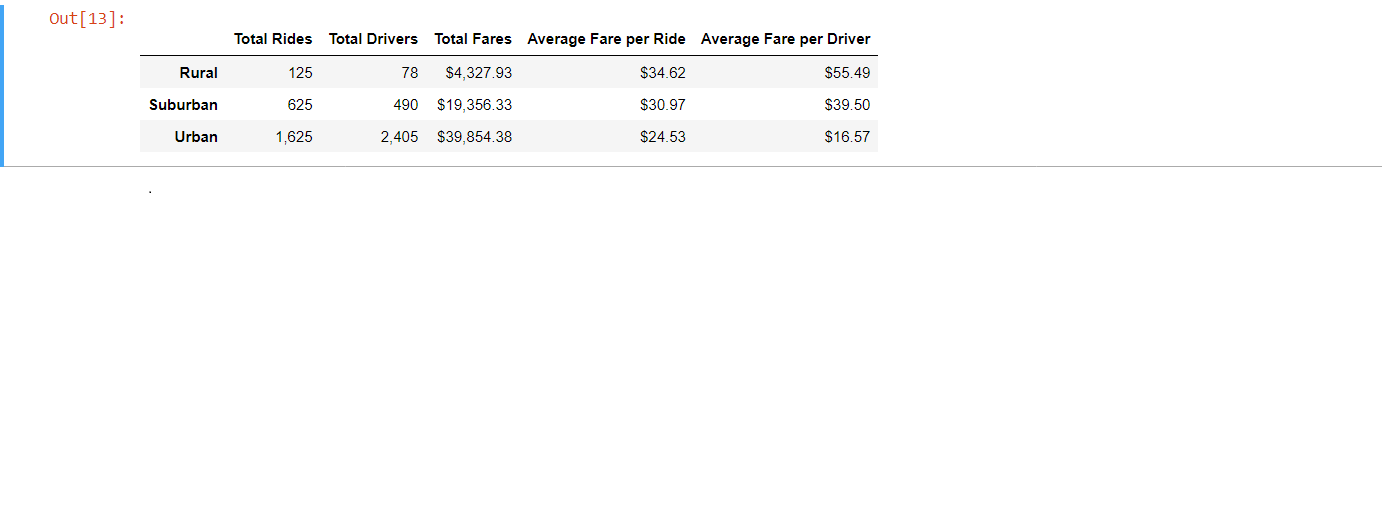 Out[13]:
Total Rides Total Drivers Total Fares Average Fare per Ride Average Fare per Driver
Rural 125 78 $4,327.93 $34.62 $55.49
Suburban 625 490 $19,356.33 $30.97 $39.50
Urban 1,625 2,405 $39,854.38 $24.53 $16.57
.